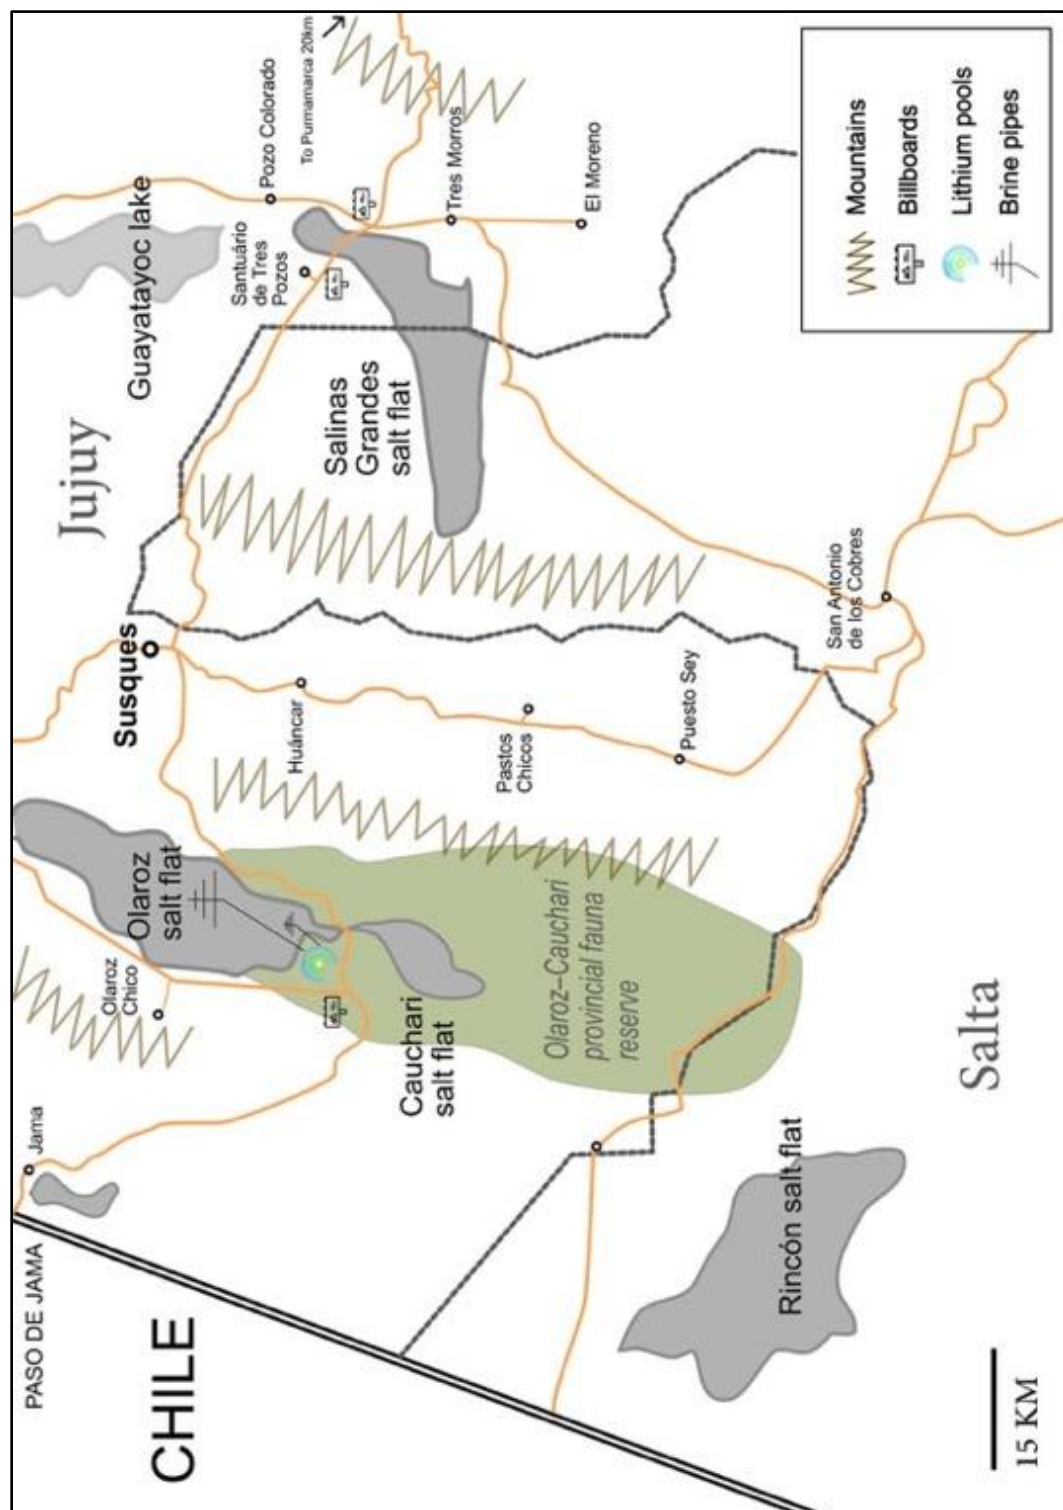 PASO DE JAMA
CHILE
Jama
Olaroz
Chico
Olaroz
salt flat
Susques
Jujuy
Guayatayoc lake
Pozo Colorado
To Purmamarca 20km
Santuário
de Tres
Pozos
Tres Morros
El Moreno
Salinas
Grandes
salt flat
Huáncar
Pastos
Chicos
Puesto Sey
Cauchari
salt flat
Olaroz–Cauchari
provincial fauna
reserve
San Antonio
de los Cobres
Rincón salt flat
Salta
15 KM
Mountains
Billboards
Lithium pools
Brine pipes